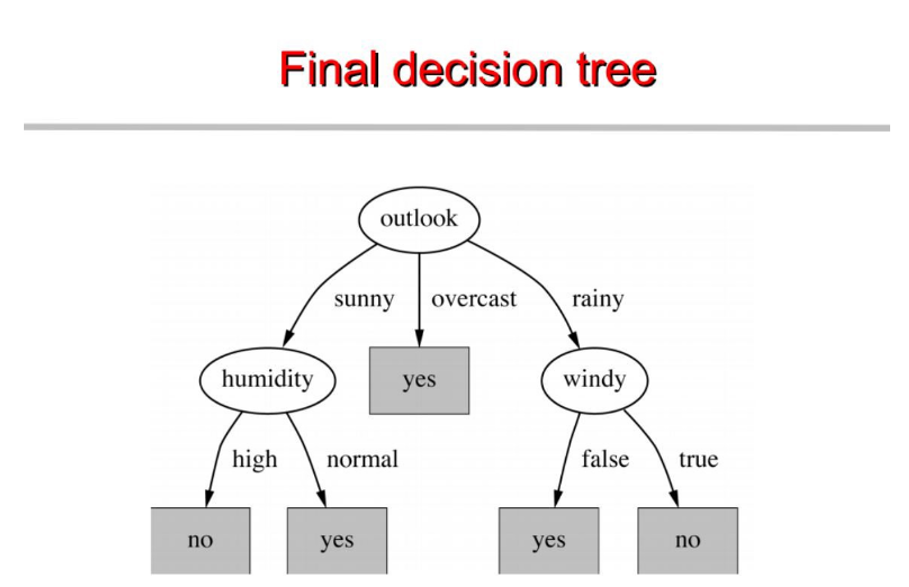 Final decision tree
outlook
sunny overcast rainy
humidity yes windy
high normal false true
no yes yes no